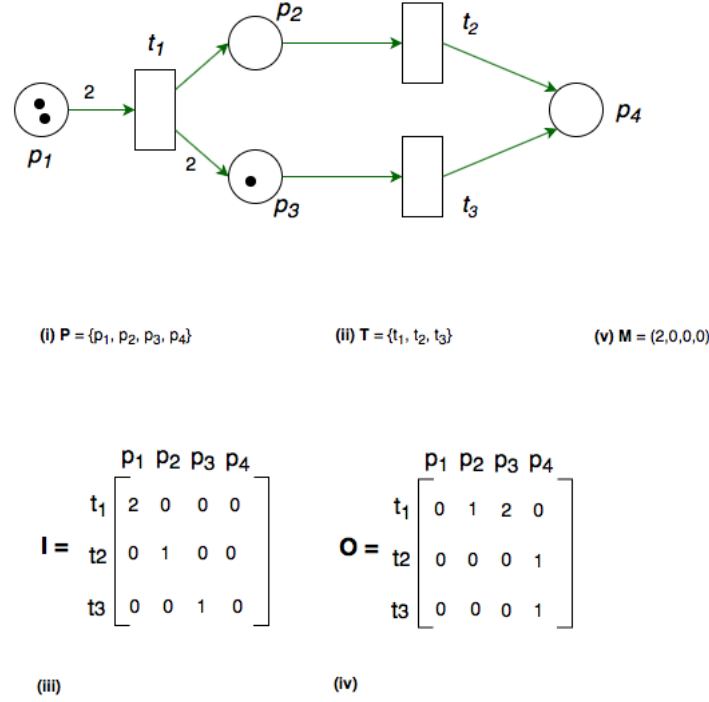 p₂
t₁
t₂
2
p₄
p₁
2
p₃
t₃
(i) P = {p₁, p₂, p₃, p₄}
(ii) T = {t₁, t₂, t₃}
(v) M = (2,0,0,0)
p₁ p₂ p₃ p₄
t₁ 2 0 0 0
I = t2 0 1 0 0
t3 0 0 1 0
(iii)
p₁ p₂ p₃ p₄
t₁ 0 1 2 0
O = t2 0 0 0 1
t3 0 0 0 1
(iv)